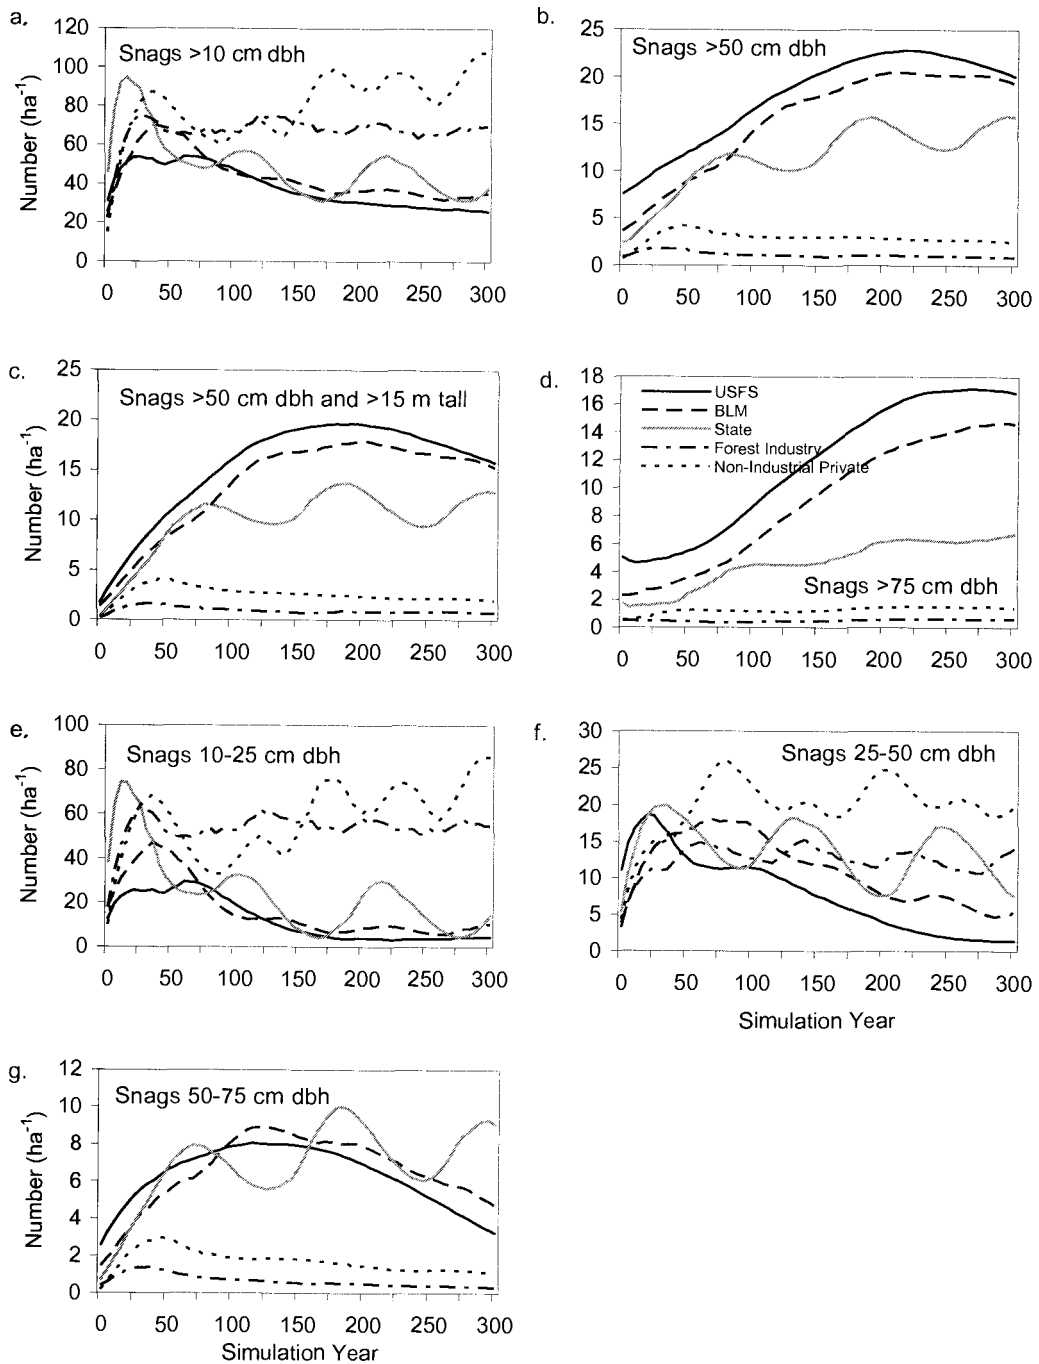 a.
Snags >10 cm dbh
Number (ha-1)
120
100
80
60
40
20
0
0 50 100 150 200 250 300
b.
Snags >50 cm dbh
25
20
15
10
5
0
0 50 100 150 200 250 300
c.
Snags >50 cm dbh and >15 m tall
Number (ha-1)
25
20
15
10
5
0
0 50 100 150 200 250 300
d.
18
16
14
12
10
8
6
4
2
0
USFS
BLM
State
Forest Industry
Non-Industrial Private
Snags >75 cm dbh
0 50 100 150 200 250 300
e.
Snags 10-25 cm dbh
Number (ha-1)
100
80
60
40
20
0
0 50 100 150 200 250 300
f.
Snags 25-50 cm dbh
30
25
20
15
10
5
0
0 50 100 150 200 250 300
Simulation Year
g.
Snags 50-75 cm dbh
Number (ha-1)
12
10
8
6
4
2
0
0 50 100 150 200 250 300
Simulation Year